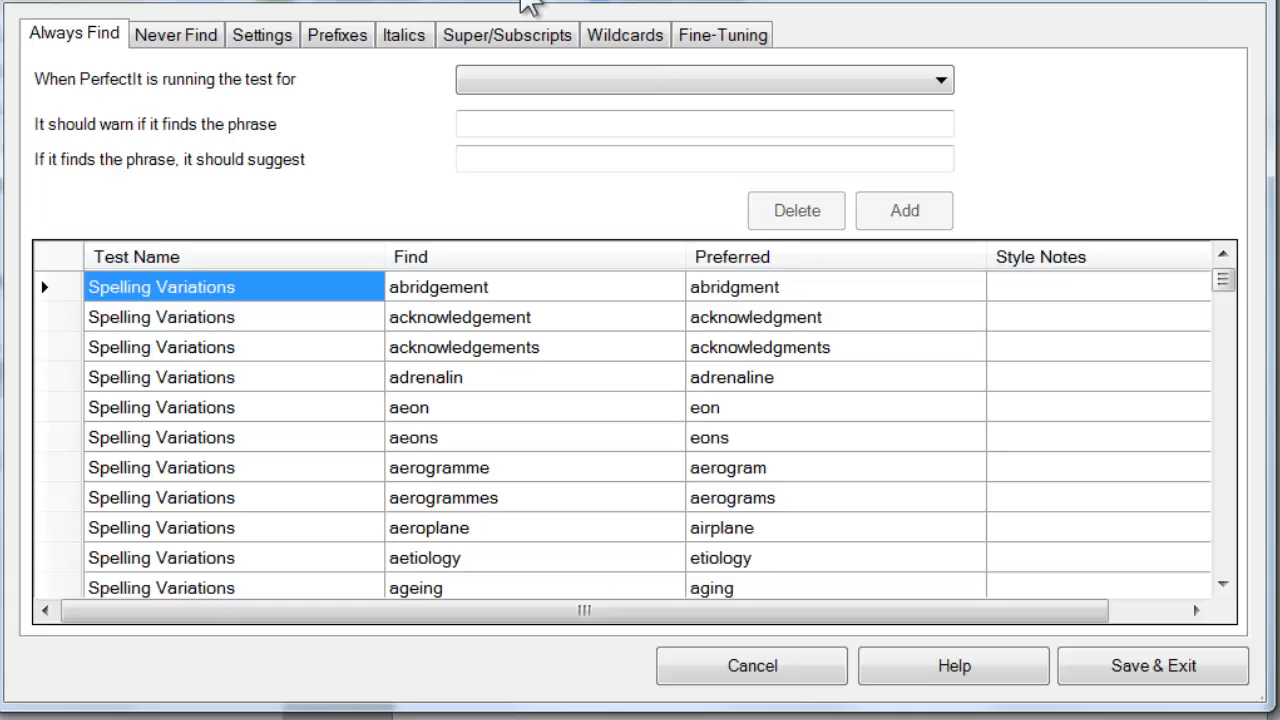 Always Find Never Find Settings Prefixes Italics Super/Subscripts Wildcards Fine-Tuning
When PerfectIt is running the test for
It should warn if it finds the phrase
If it finds the phrase, it should suggest
Delete Add
Test Name Find Preferred Style Notes
Spelling Variations abridgement abridgment
Spelling Variations acknowledgement acknowledgment
Spelling Variations acknowledgements acknowledgments
Spelling Variations adrenalin adrenaline
Spelling Variations aeon eon
Spelling Variations aeons eons
Spelling Variations aerogramme aerogram
Spelling Variations aerogrammes aerograms
Spelling Variations aeroplane airplane
Spelling Variations aetiology etiology
Spelling Variations ageing aging
Cancel Help Save & Exit